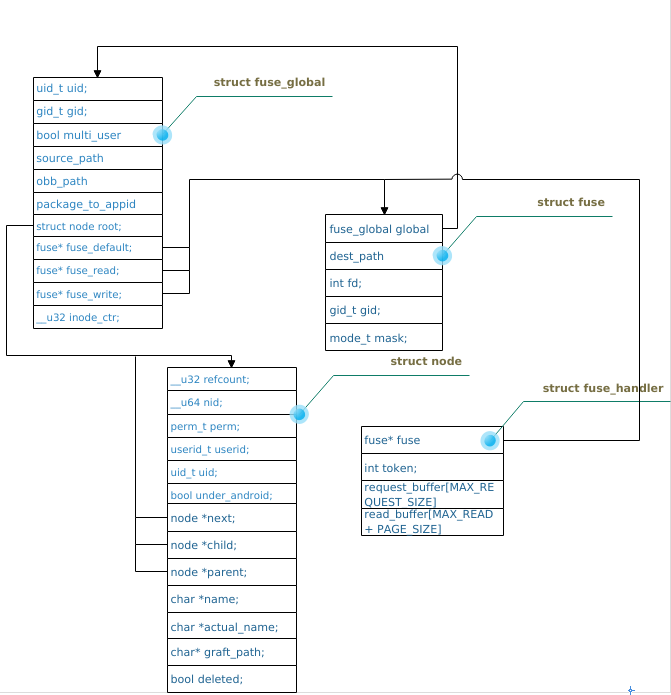 struct fuse_global
uid_t uid;
gid_t gid;
bool multi_user
source_path
obb_path
package_to_appid
struct node root;
fuse* fuse_default;
fuse* fuse_read;
fuse* fuse_write;
__u32 inode_ctr;
struct fuse
fuse_global global
dest_path
int fd;
gid_t gid;
mode_t mask;
struct node
__u32 refcount;
__u64 nid;
perm_t perm;
userid_t userid;
uid_t uid;
bool under_android;
node *next;
node *child;
node *parent;
char *name;
char *actual_name;
char* graft_path;
bool deleted;
struct fuse_handler
fuse* fuse
int token;
request_buffer[MAX_RE
QUEST_SIZE]
read_buffer[MAX_READ
+ PAGE_SIZE]